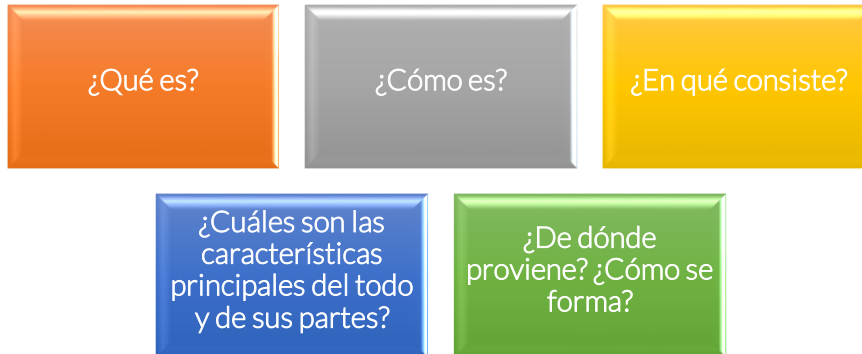 ¿Qué es?
¿Cómo es?
¿En qué consiste?
¿Cuáles son las
características
principales del todo
y de sus partes?
¿De dónde
proviene? ¿Cómo se
forma?